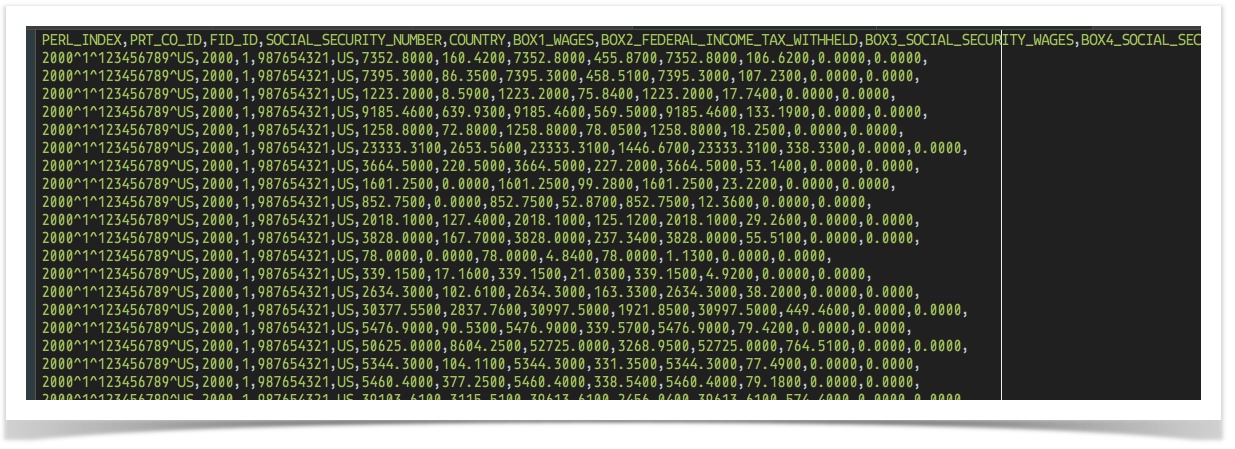 PERL_INDEX,PRT_CO_ID,FID_ID,SOCIAL_SECURITY_NUMBER,COUNTRY,BOX1_WAGES,BOX2_FEDERAL_INCOME_TAX_WITHHELD,BOX3_SOCIAL_SECURITY_WAGES,BOX4_SOCIAL_SEC
2000^1^123456789^US,2000,1,987654321,US,7352.8000,160.4200,7352.8000,455.8700,7352.8000,106.6200,0.0000,0.0000,
2000^1^123456789^US,2000,1,987654321,US,7395.3000,86.3500,7395.3000,458.5100,7395.3000,107.2300,0.0000,0.0000,
2000^1^123456789^US,2000,1,987654321,US,1223.2000,8.5900,1223.2000,75.8400,1223.2000,17.7400,0.0000,0.0000,
2000^1^123456789^US,2000,1,987654321,US,9185.4600,639.9300,9185.4600,569.5000,9185.4600,133.1900,0.0000,0.0000,
2000^1^123456789^US,2000,1,987654321,US,1258.8000,72.8000,1258.8000,78.0500,1258.8000,18.2500,0.0000,0.0000,
2000^1^123456789^US,2000,1,987654321,US,23333.3100,2653.5600,23333.3100,1446.6700,23333.3100,338.3300,0.0000,0.0000,
2000^1^123456789^US,2000,1,987654321,US,3664.5000,220.5000,3664.5000,227.2000,3664.5000,53.1400,0.0000,0.0000,
2000^1^123456789^US,2000,1,987654321,US,1601.2500,0.0000,1601.2500,99.2800,1601.2500,23.2200,0.0000,0.0000,
2000^1^123456789^US,2000,1,987654321,US,852.7500,0.0000,852.7500,52.8700,852.7500,12.3600,0.0000,0.0000,
2000^1^123456789^US,2000,1,987654321,US,2018.1000,127.4000,2018.1000,125.1200,2018.1000,29.2600,0.0000,0.0000,
2000^1^123456789^US,2000,1,987654321,US,3828.0000,167.7000,3828.0000,237.3400,3828.0000,55.5100,0.0000,0.0000,
2000^1^123456789^US,2000,1,987654321,US,78.0000,0.0000,78.0000,4.8400,78.0000,1.1300,0.0000,0.0000,
2000^1^123456789^US,2000,1,987654321,US,339.1500,17.1600,339.1500,21.0300,339.1500,4.9200,0.0000,0.0000,
2000^1^123456789^US,2000,1,987654321,US,2634.3000,102.6100,2634.3000,163.3300,2634.3000,38.2000,0.0000,0.0000,
2000^1^123456789^US,2000,1,987654321,US,30377.5500,2837.7600,30997.5000,1921.8500,30997.5000,449.4600,0.0000,0.0000,
2000^1^123456789^US,2000,1,987654321,US,5476.9000,90.5300,5476.9000,339.5700,5476.9000,79.4200,0.0000,0.0000,
2000^1^123456789^US,2000,1,987654321,US,50625.0000,8604.2500,52725.0000,3268.9500,52725.0000,764.5100,0.0000,0.0000,
2000^1^123456789^US,2000,1,987654321,US,5344.3000,104.1100,5344.3000,331.3500,5344.3000,77.4900,0.0000,0.0000,
2000^1^123456789^US,2000,1,987654321,US,5460.4000,377.2500,5460.4000,338.5400,5460.4000,79.1800,0.0000,0.0000,
2000^1^123456789^US,2000,1,987654321,US,39103.6100,3115.5100,39613.6100,2456.0400,39613.6100,574.4000,0.0000,0.0000,